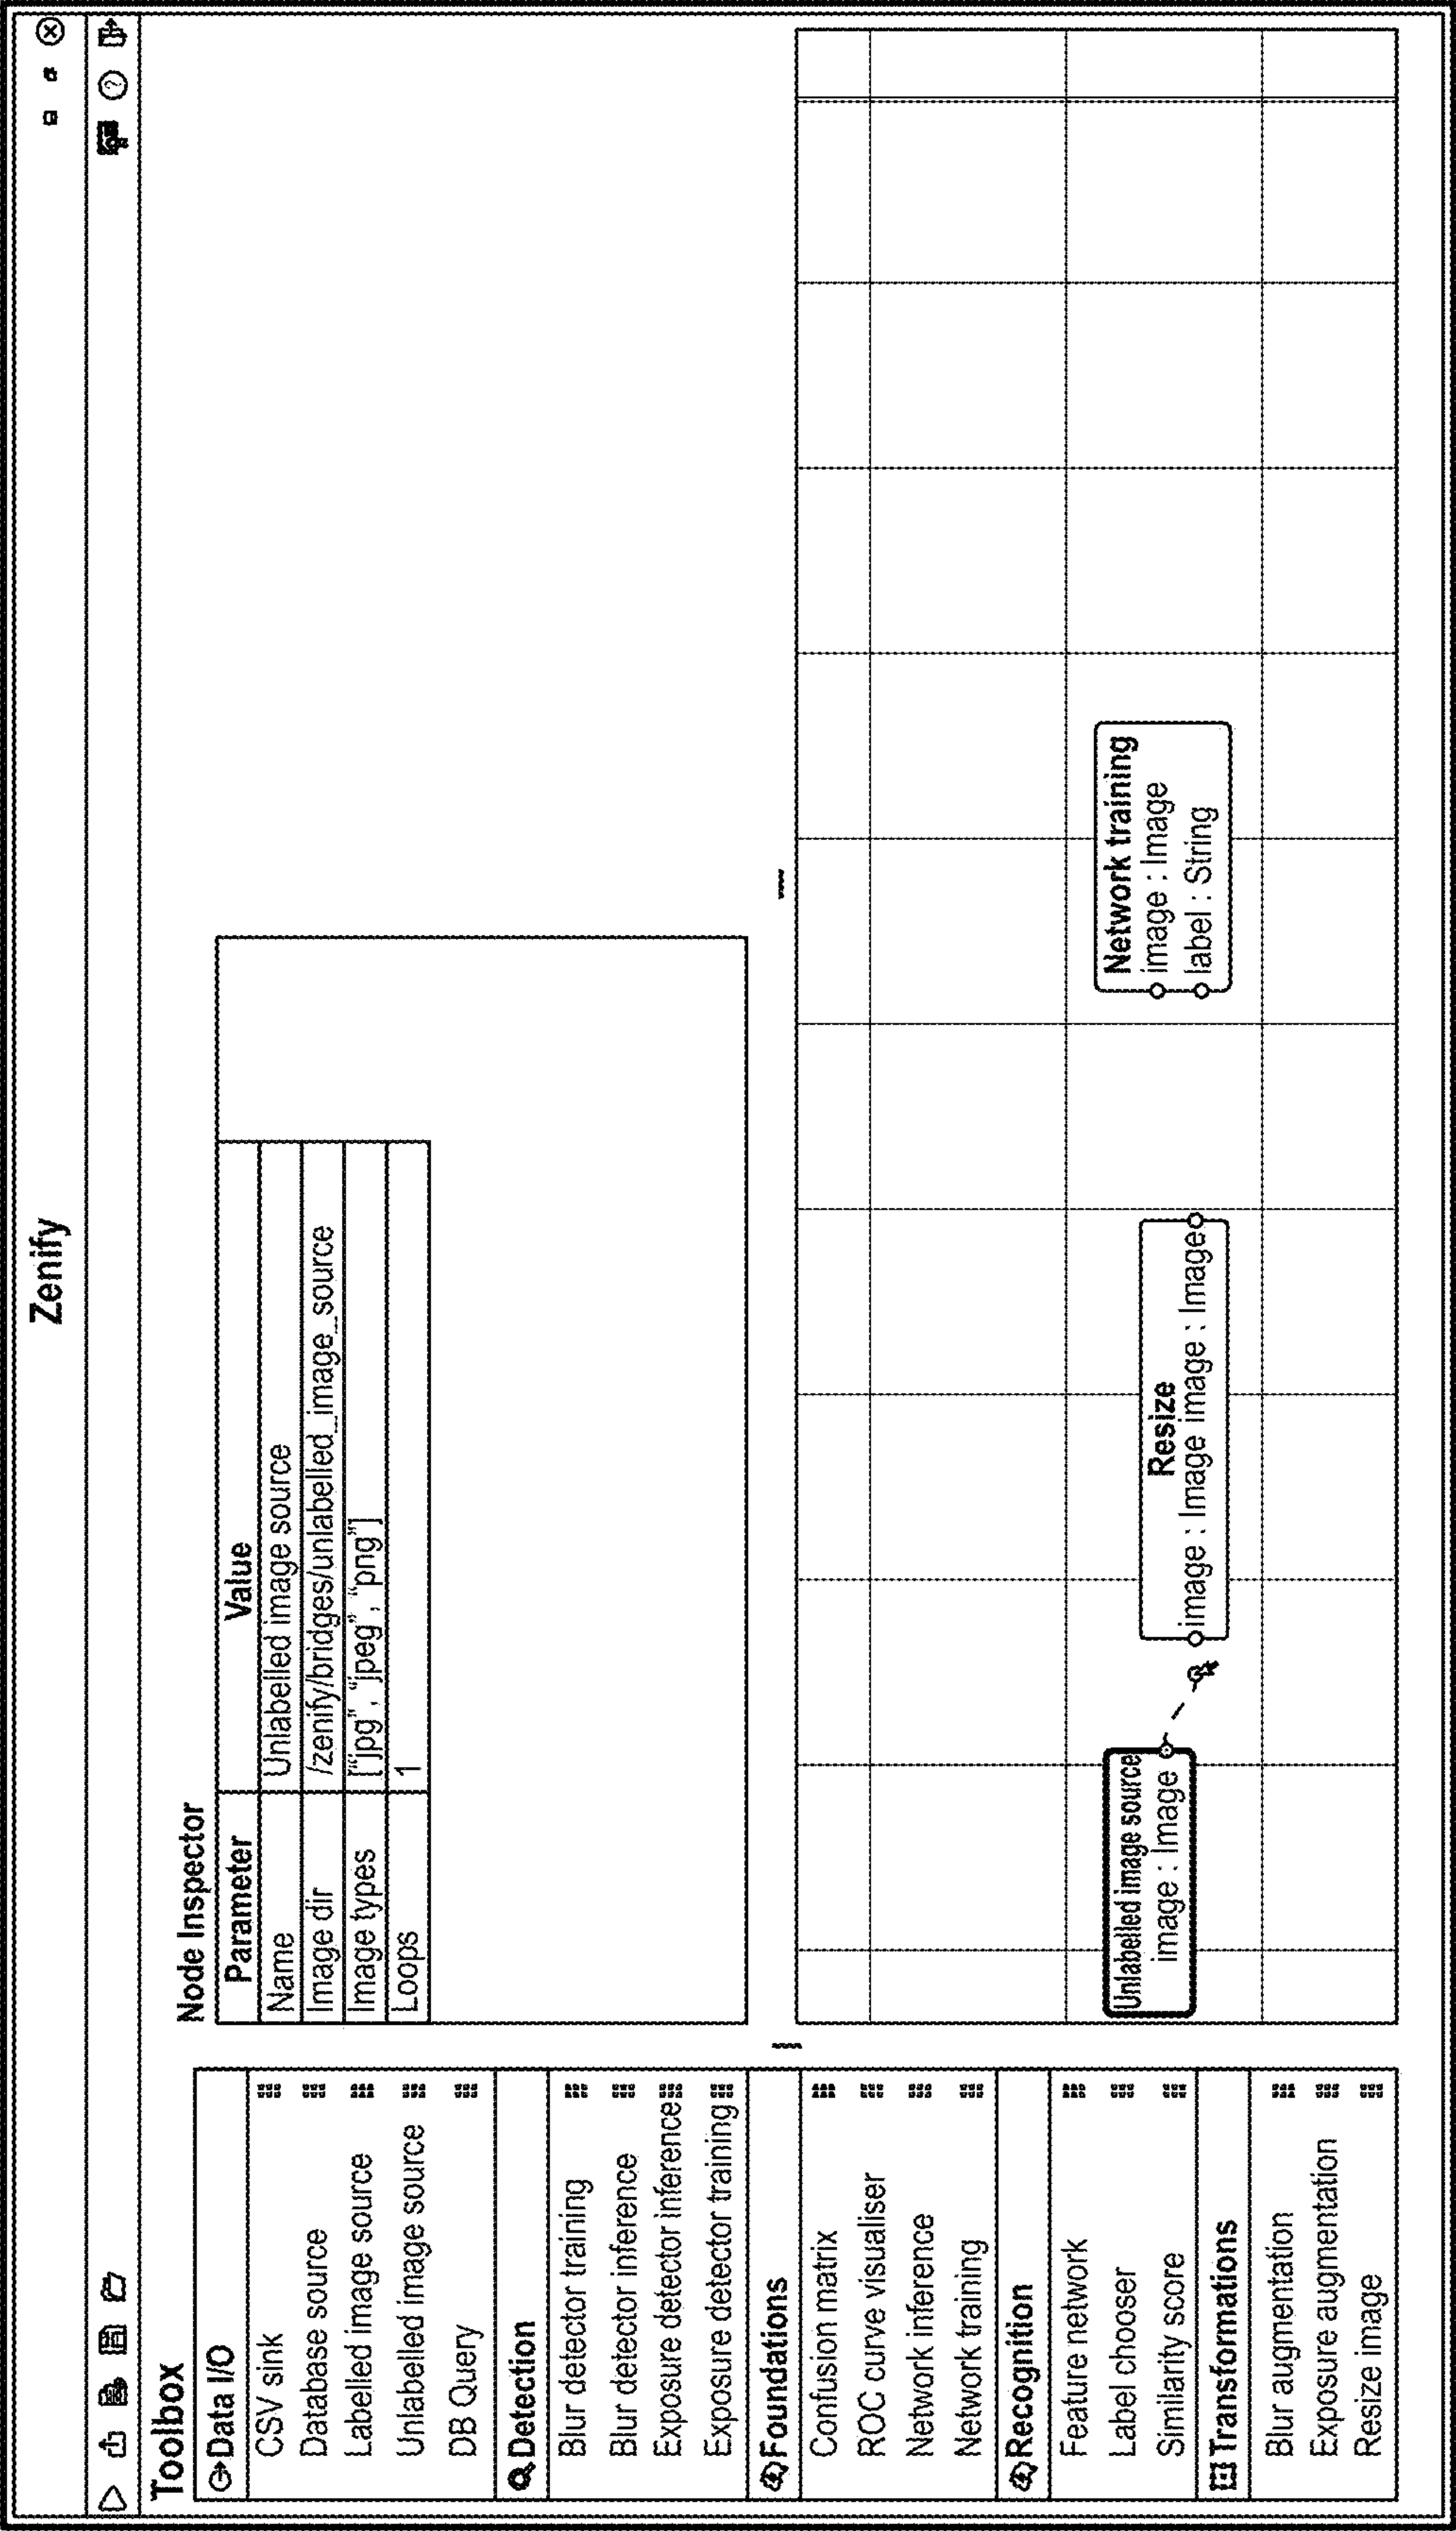 Zenify
Toolbox
Data I/O
CSV sink
Database source
Labelled image source
Unlabelled image source
DB Query
Detection
Blur detector training
Blur detector inference
Exposure detector inference
Exposure detector training
Foundations
Confusion matrix
ROC curve visualiser
Network inference
Network training
Recognition
Feature network
Label chooser
Similarity score
Transformations
Blur augmentation
Exposure augmentation
Resize image
Node Inspector
Parameter Value
Name Unlabelled image source
Image dir /zenify/bridges/unlabelled_image_source
Image types ["jpg", "jpeg", "png"]
Loops 1
Unlabelled image source
image : Image
Resize
image : Image image : Image
Network training
image : Image
label : String